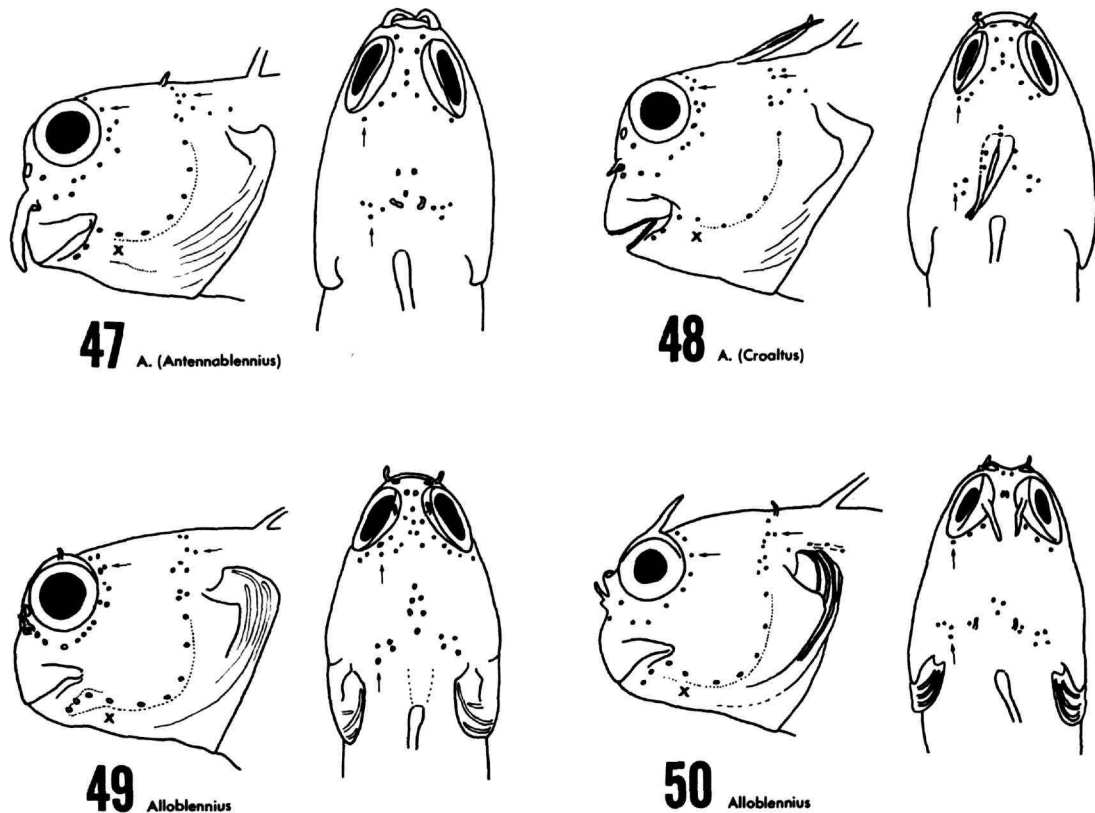 47 A. (Antennablennius)
48 A. (Croaltus)
x
x
49 Alloblennius
50 Alloblennius
x
x